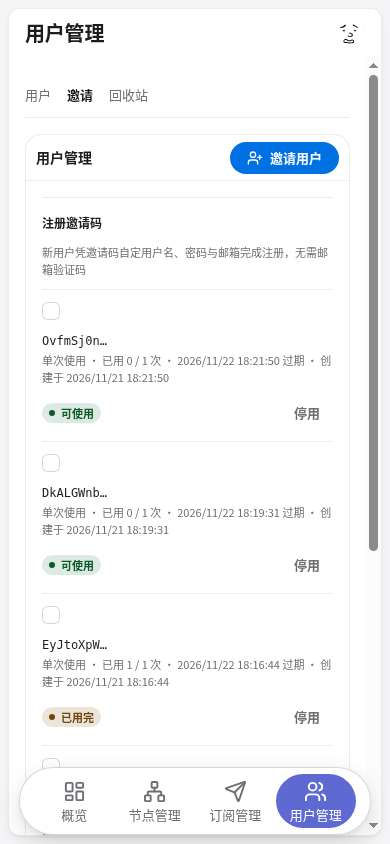 用户管理
用户 邀请 回收站
用户管理
邀请用户
注册邀请码
新用户凭邀请码自定用户名、密码与邮箱完成注册，无需邮
箱验证码
OvfmSj0n…
单次使用 · 已用 0 / 1 次 · 2026/11/22 18:21:50 过期 · 创
建于 2026/11/21 18:21:50
可使用
停用
DkALGWnb…
单次使用 · 已用 0 / 1 次 · 2026/11/22 18:19:31 过期 · 创
建于 2026/11/21 18:19:31
可使用
停用
EyJtoXpW…
单次使用 · 已用 1 / 1 次 · 2026/11/22 18:16:44 过期 · 创
建于 2026/11/21 18:16:44
已用完
停用
概览 节点管理 订阅管理 用户管理